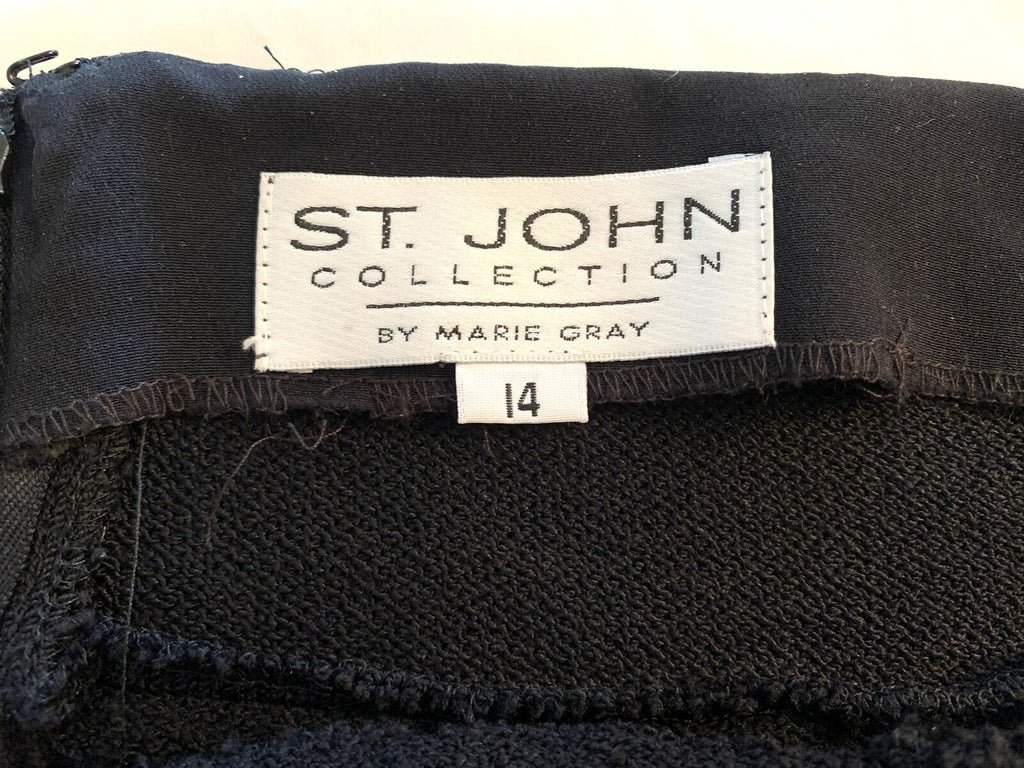 ST. JOHN
COLLECTION
BY MARIE GRAY
14